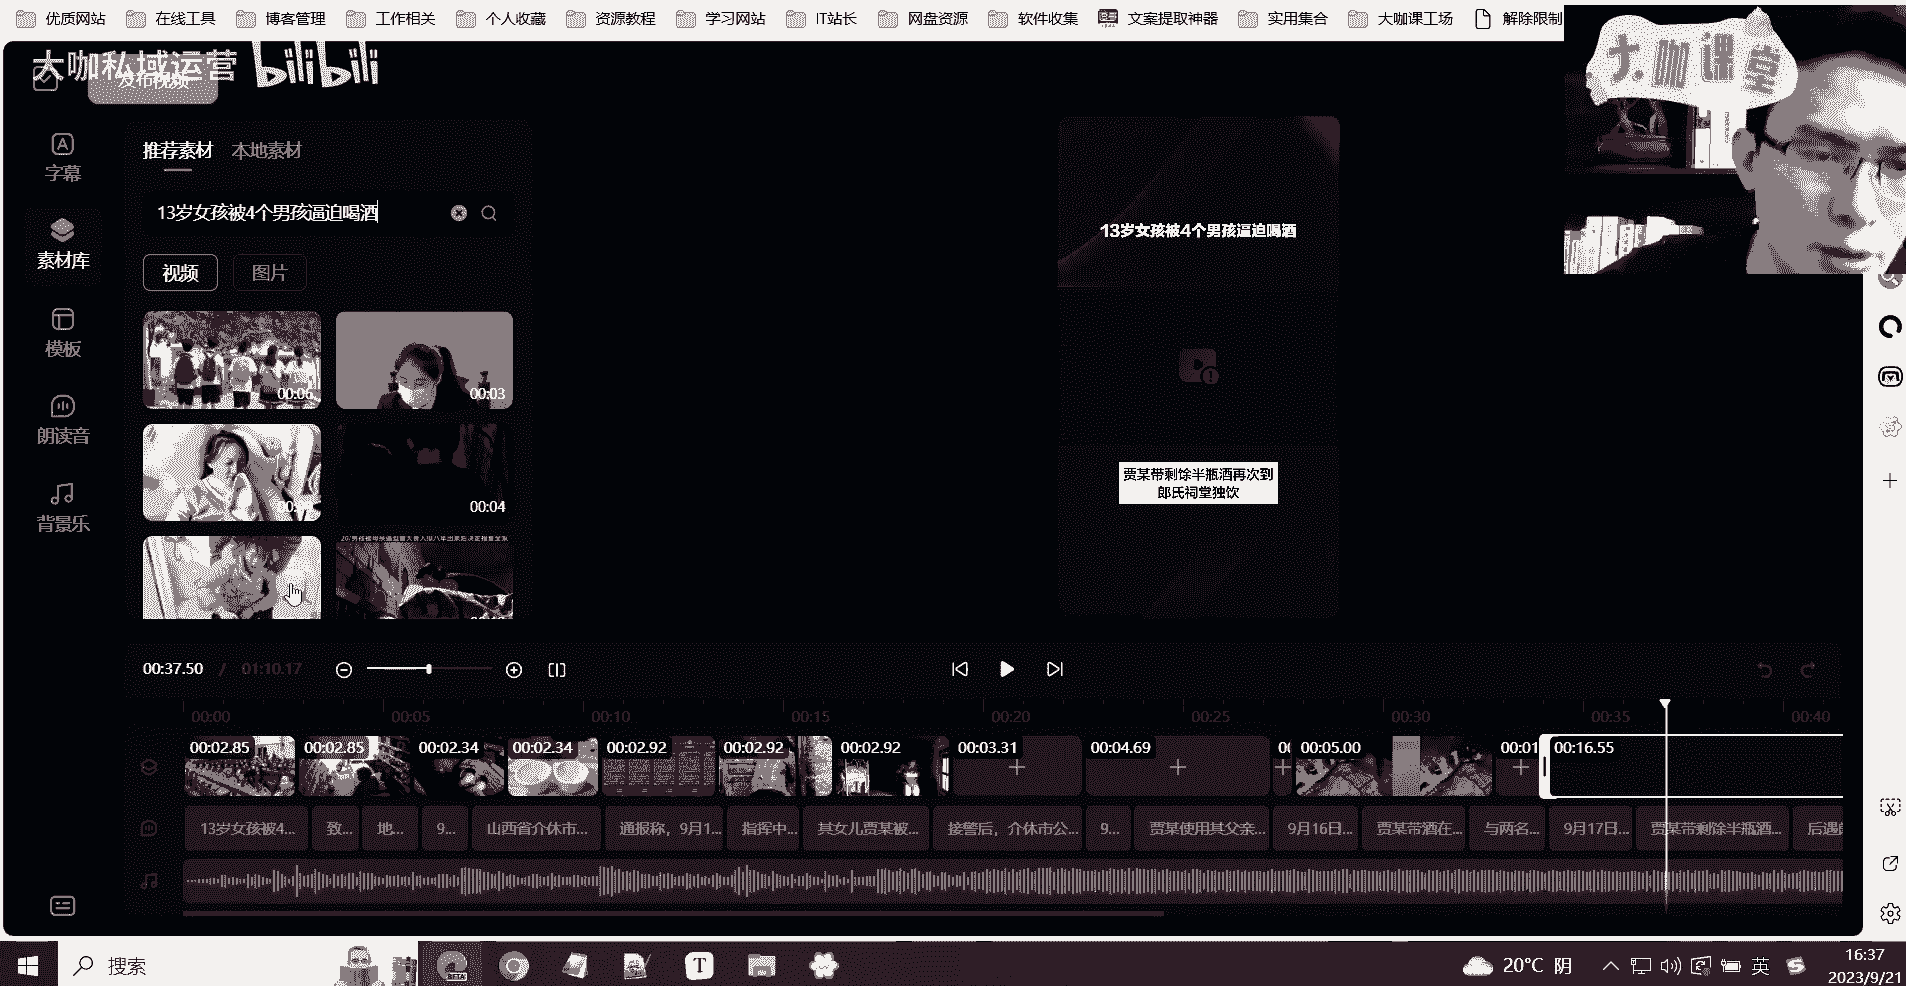 优质网站 在线工具 博客管理 工作相关 个人收藏 资源教程 学习网站 IT站长 网盘资源 软件收集 文案提取神器 实用集合 大咖课工场 解除限制
大咖私域运营 bilibili
发布视频
大咖课堂
字幕
素材库
模板
朗读音
背景乐
推荐素材 本地素材
13岁女孩被4个男孩逼迫喝酒
视频 图片
00:03
00:04
13岁女孩被4个男孩逼迫喝酒
贾某带剩馀半瓶酒再次到
郎氏祠堂独饮
00:37.50 / 01:10.17
00:00 00:05 00:10 00:15 00:20 00:25 00:30 00:35 00:40
00:02.85 00:02.85 00:02.34 00:02.34 00:02.92 00:02.92 00:02.92 00:03.31 00:04.69 00:05.00 00:01 00:16.55
13岁女孩被4... 致... 地... 9... 山西省介休市... 通报称，9月1... 指挥中... 其女儿贾某被... 接警后，介休市公... 9... 贾某使用其父亲... 9月16日... 贾某带酒在... 与两名... 9月17日... 贾某带剩馀半瓶酒...
搜索
BETA
T
20°C 阴
英
16:37
2023/9/21